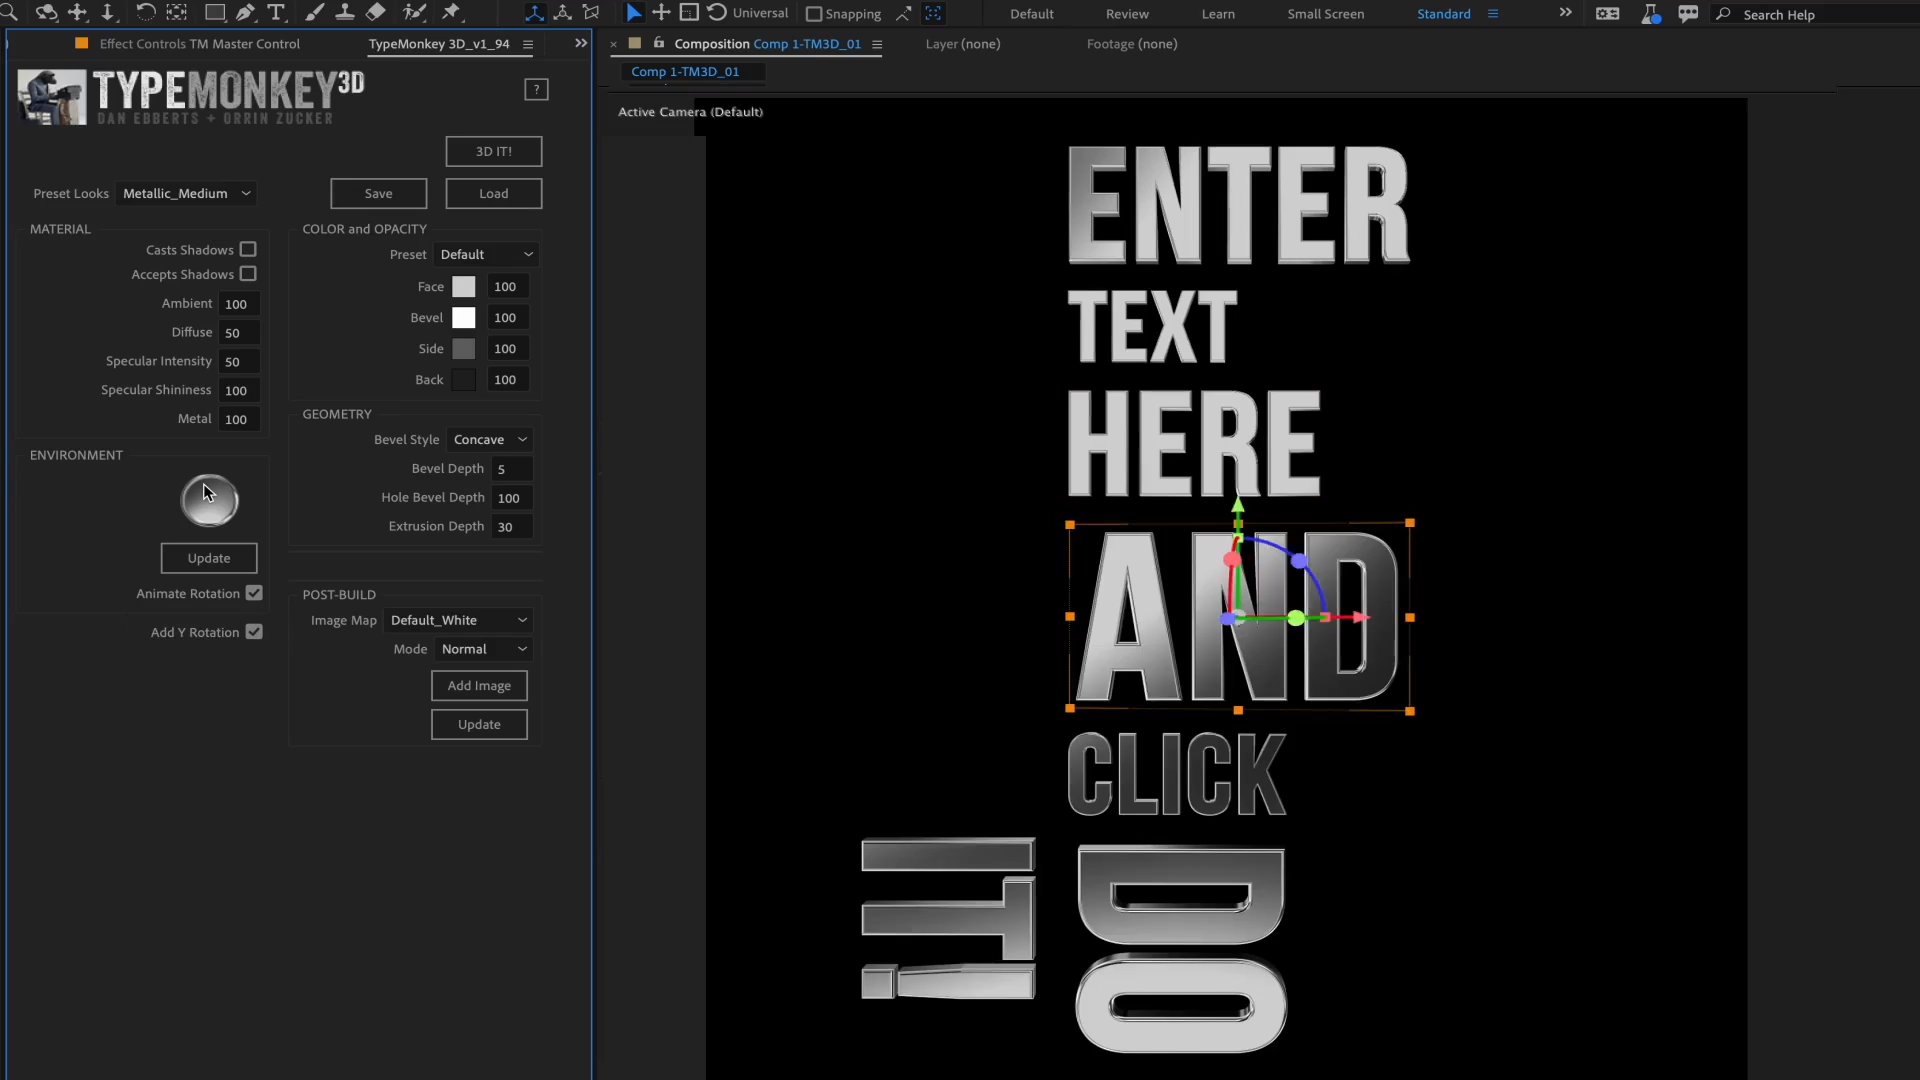 Universal
Snapping
Default
Review
Learn
Small Screen
Standard
Search Help
Effect Controls TM Master Control
TypeMonkey 3D_v1_94
Composition Comp 1-TM3D_01
Layer (none)
Footage (none)
Comp 1-TM3D_01
TYPEMONKEY3D
DAN EBBERTS + ORRIN ZUCKER
?
Active Camera (Default)
3D IT!
Preset Looks
Metallic_Medium
Save
Load
MATERIAL
Casts Shadows
Accepts Shadows
Ambient 100
Diffuse 50
Specular Intensity 50
Specular Shininess 100
Metal 100
ENVIRONMENT
Update
Animate Rotation
Add Y Rotation
COLOR and OPACITY
Preset Default
Face 100
Bevel 100
Side 100
Back 100
GEOMETRY
Bevel Style Concave
Bevel Depth 5
Hole Bevel Depth 100
Extrusion Depth 30
POST-BUILD
Image Map Default_White
Mode Normal
Add Image
Update
ENTER
TEXT
HERE
AND
CLICK
DO
IT!